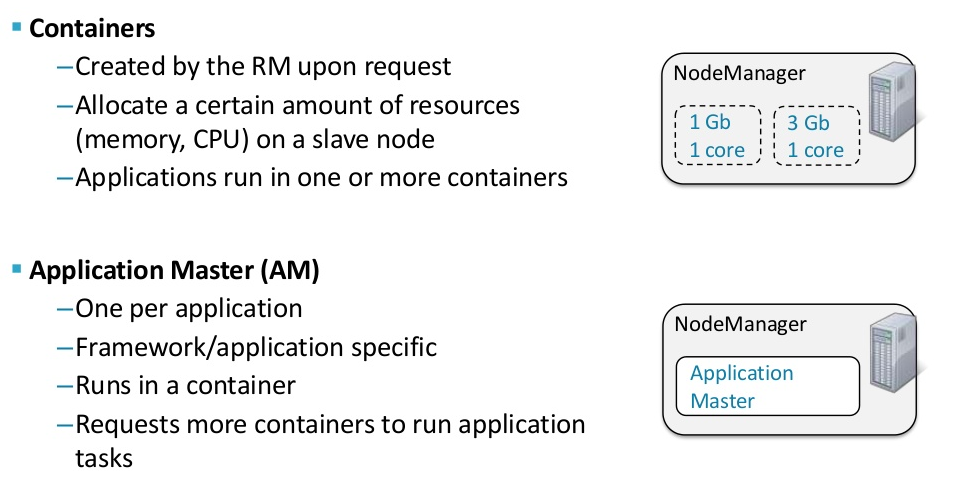 Containers
–Created by the RM upon request
–Allocate a certain amount of resources
(memory, CPU) on a slave node
–Applications run in one or more containers
NodeManager
1 Gb
1 core
3 Gb
1 core
Application Master (AM)
–One per application
–Framework/application specific
–Runs in a container
–Requests more containers to run application
tasks
NodeManager
Application
Master